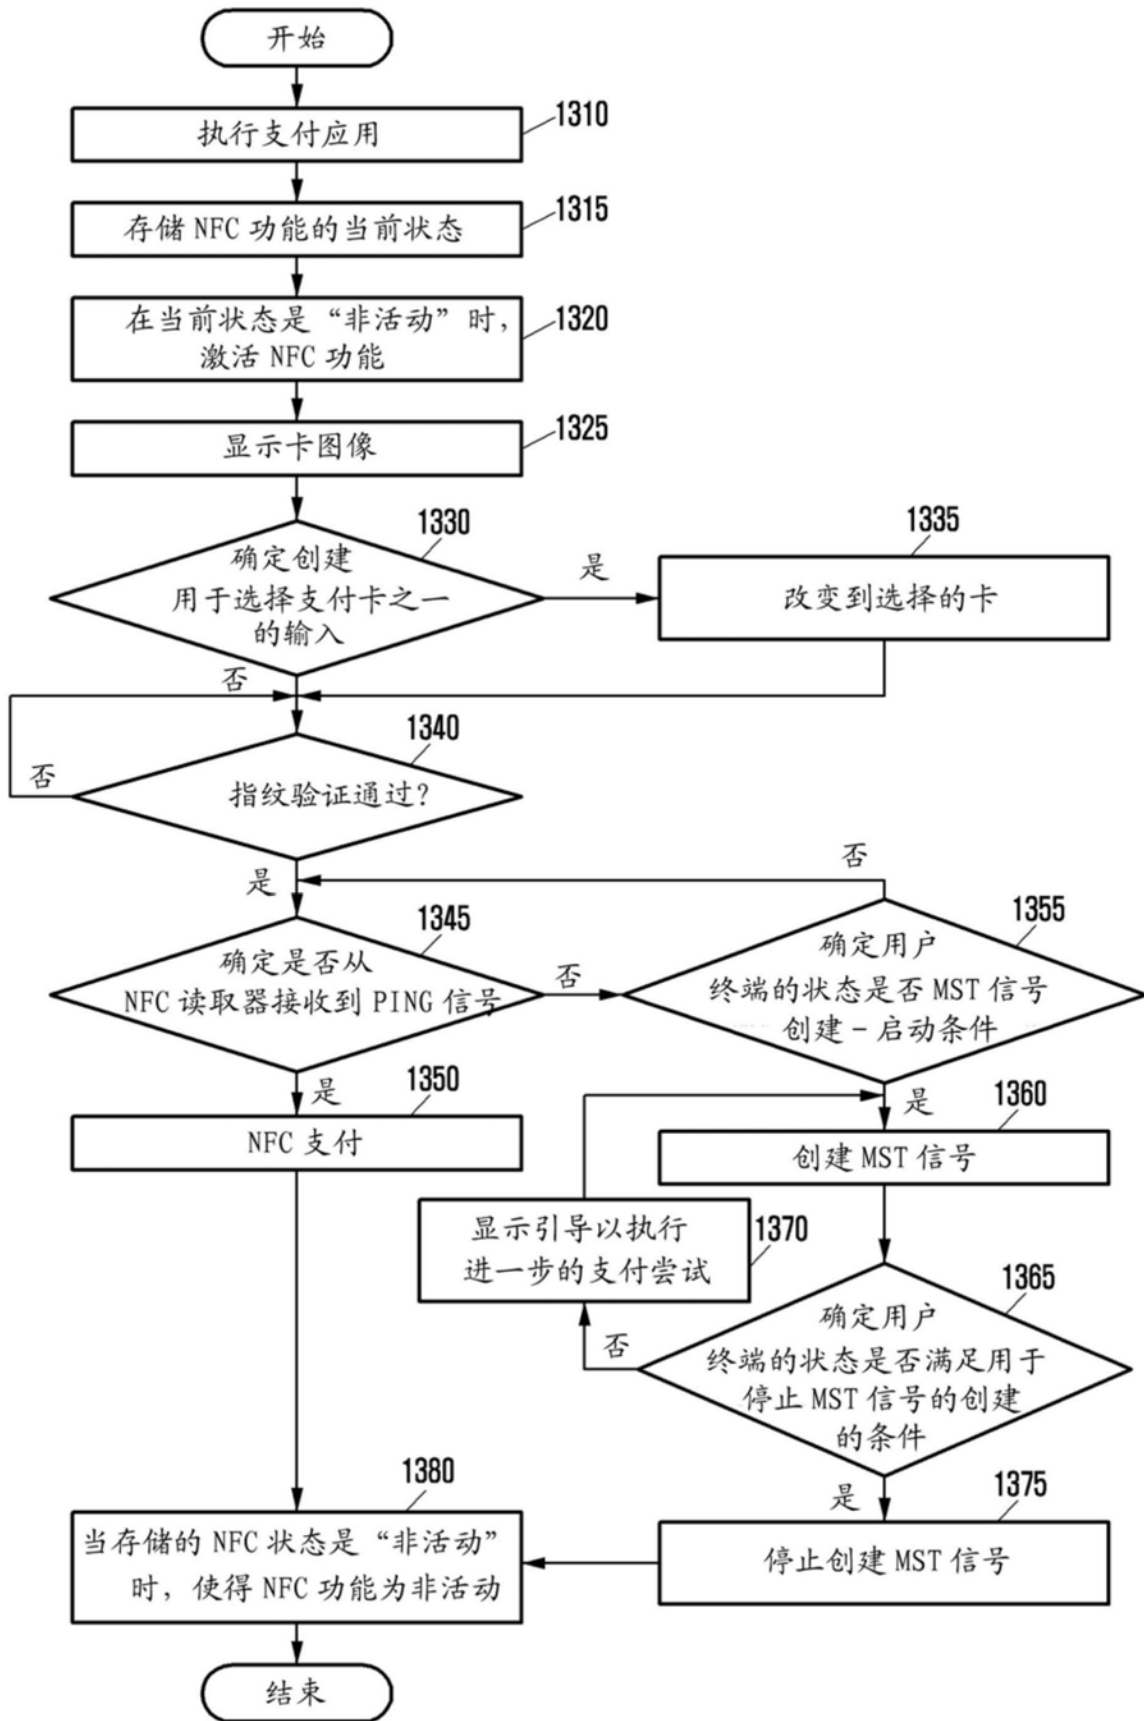 开始
执行支付应用
1310
存储 NFC 功能的当前状态
1315
在当前状态是“非活动”时，
激活 NFC 功能
1320
显示卡图像
1325
1330
确定创建
用于选择支付卡之一
的输入
是
1335
改变到选择的卡
否
1340
指纹验证通过?
否
是
否
1345
确定是否从
NFC 读取器接收到 PING 信号
否
1355
确定用户
终端的状态是否 MST 信号
创建－启动条件
是
1350
NFC 支付
是
1360
创建 MST 信号
显示引导以执行
进一步的支付尝试
1370
1365
确定用户
终端的状态是否满足用于
停止 MST 信号的创建
的条件
否
是
1375
停止创建 MST 信号
1380
当存储的 NFC 状态是“非活动”
时，使得 NFC 功能为非活动
结束